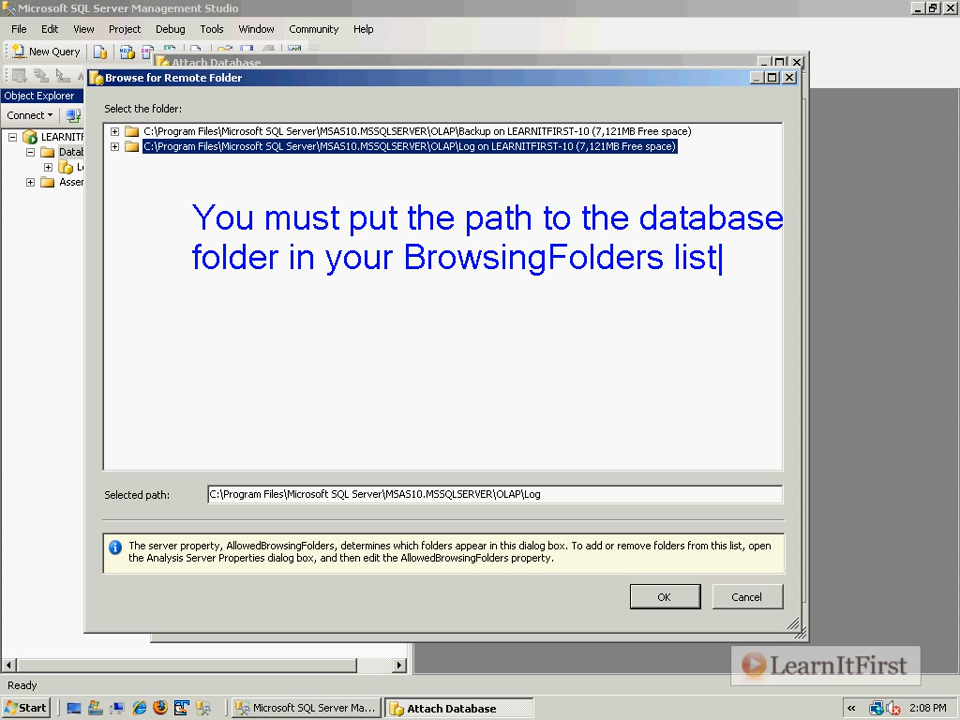 Microsoft SQL Server Management Studio
File Edit View Project Debug Tools Window Community Help
New Query
Attach Database
Browse for Remote Folder
Object Explorer
Select the folder:
Connect
C:\Program Files\Microsoft SQL Server\MSAS10.MSSQLSERVER\OLAP\Backup on LEARNITFIRST-10 (7,121MB Free space)
LEARNITF
C:\Program Files\Microsoft SQL Server\MSAS10.MSSQLSERVER\OLAP\Log on LEARNITFIRST-10 (7,121MB Free space)
Datab
Asse
You must put the path to the database
folder in your BrowsingFolders list
Selected path: C:\Program Files\Microsoft SQL Server\MSAS10.MSSQLSERVER\OLAP\Log
The server property, AllowedBrowsingFolders, determines which folders appear in this dialog box. To add or remove folders from this list, open
the Analysis Server Properties dialog box, and then edit the AllowedBrowsingFolders property.
OK Cancel
LearnItFirst
Ready
Start Microsoft SQL Server Ma... Attach Database « 2:08 PM